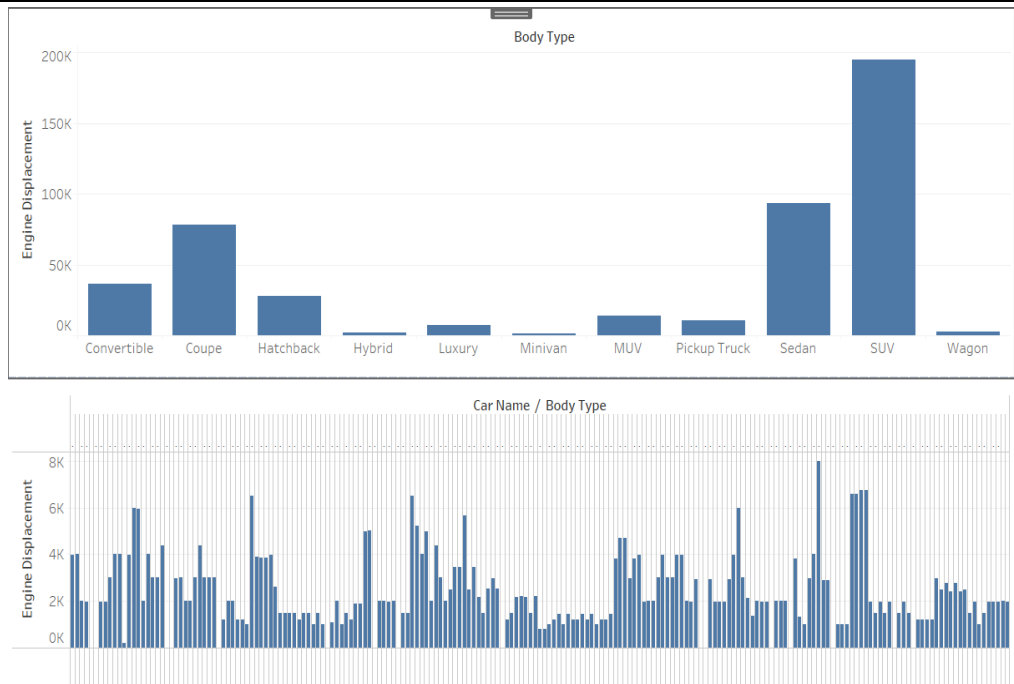 Body Type
200K
150K
100K
50K
0K
Engine Displacement
Convertible Coupe Hatchback Hybrid Luxury Minivan MUV Pickup Truck Sedan SUV Wagon
Car Name / Body Type
8K
6K
4K
2K
0K
Engine Displacement